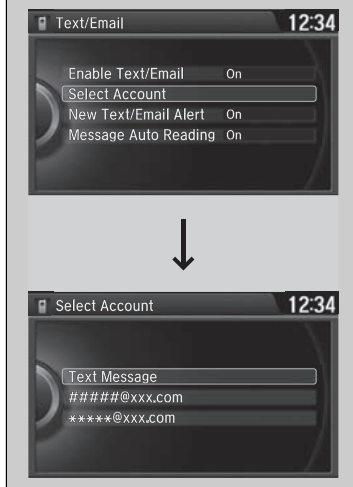 Text/Email 12:34
Enable Text/Email On
Select Account
New Text/Email Alert On
Message Auto Reading On
Select Account 12:34
Text Message
#####@xxx.com
*****@xxx.com